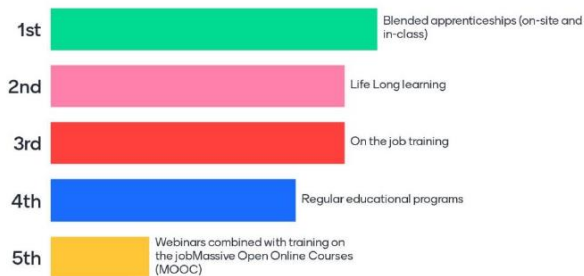 1st
Blended apprenticeships (on-site and
in-class)
2nd
Life Long learning
3rd
On the job training
4th
Regular educational programs
5th
Webinars combined with training on
the jobMassive Open Online Courses
(MOOC)